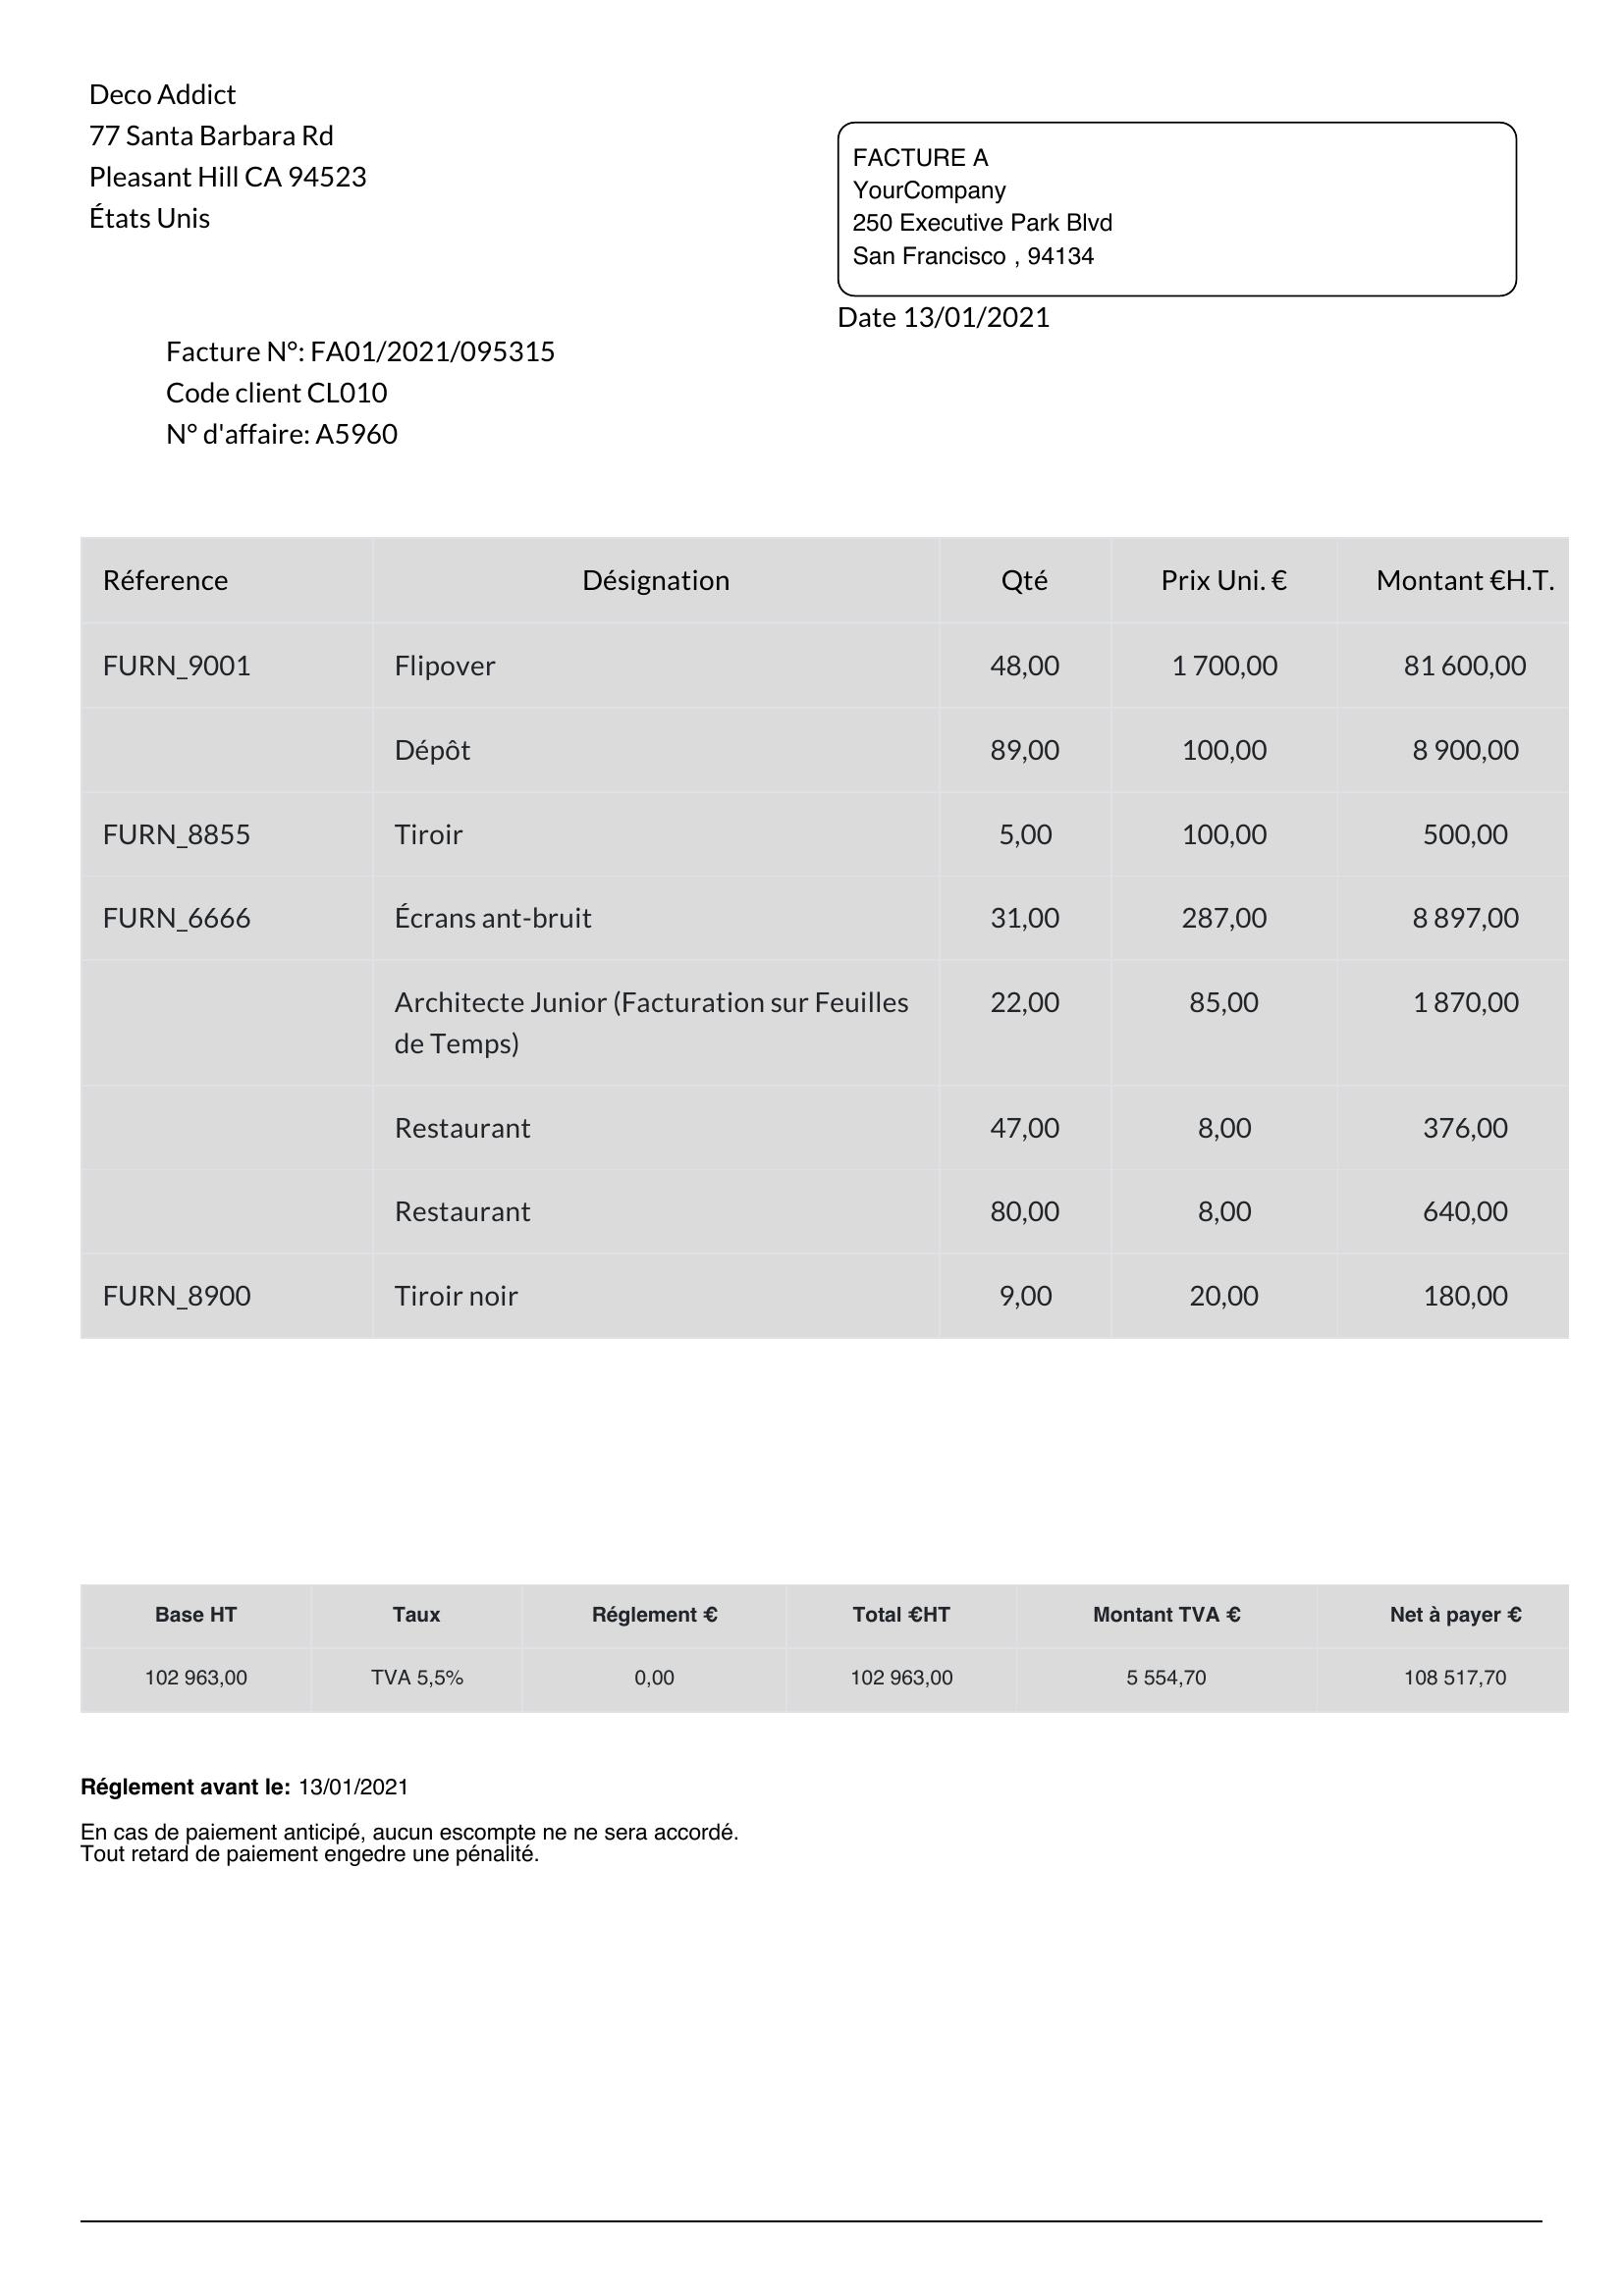 Deco Addict
77 Santa Barbara Rd
Pleasant Hill CA 94523
États Unis
FACTURE A
YourCompany
250 Executive Park Blvd
San Francisco , 94134
Date 13/01/2021
Facture N°: FA01/2021/095315
Code client CL010
N° d'affaire: A5960
Réference Désignation Qté Prix Uni. € Montant €H.T.
FURN_9001 Flipover 48,00 1 700,00 81 600,00
Dépôt 89,00 100,00 8 900,00
FURN_8855 Tiroir 5,00 100,00 500,00
FURN_6666 Écrans ant-bruit 31,00 287,00 8 897,00
Architecte Junior (Facturation sur Feuilles 22,00 85,00 1 870,00
de Temps)
Restaurant 47,00 8,00 376,00
Restaurant 80,00 8,00 640,00
FURN_8900 Tiroir noir 9,00 20,00 180,00
Base HT Taux Réglement € Total €HT Montant TVA € Net à payer €
102 963,00 TVA 5,5% 0,00 102 963,00 5 554,70 108 517,70
Réglement avant le: 13/01/2021
En cas de paiement anticipé, aucun escompte ne ne sera accordé.
Tout retard de paiement engedre une pénalité.